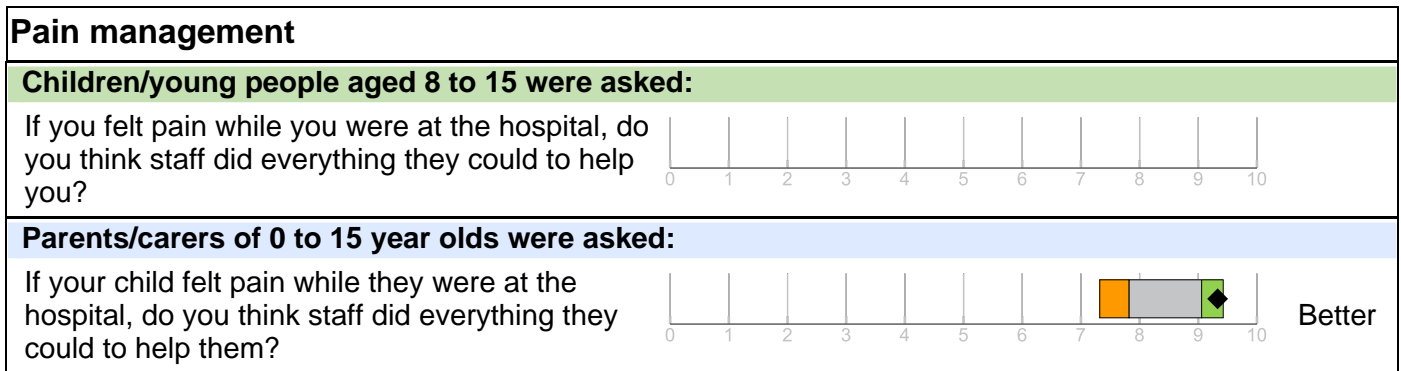 Pain management
Children/young people aged 8 to 15 were asked:
If you felt pain while you were at the hospital, do
you think staff did everything they could to help
you?
0 1 2 3 4 5 6 7 8 9 10
Parents/carers of 0 to 15 year olds were asked:
If your child felt pain while they were at the
hospital, do you think staff did everything they
could to help them?
0 1 2 3 4 5 6 7 8 9 10
Better